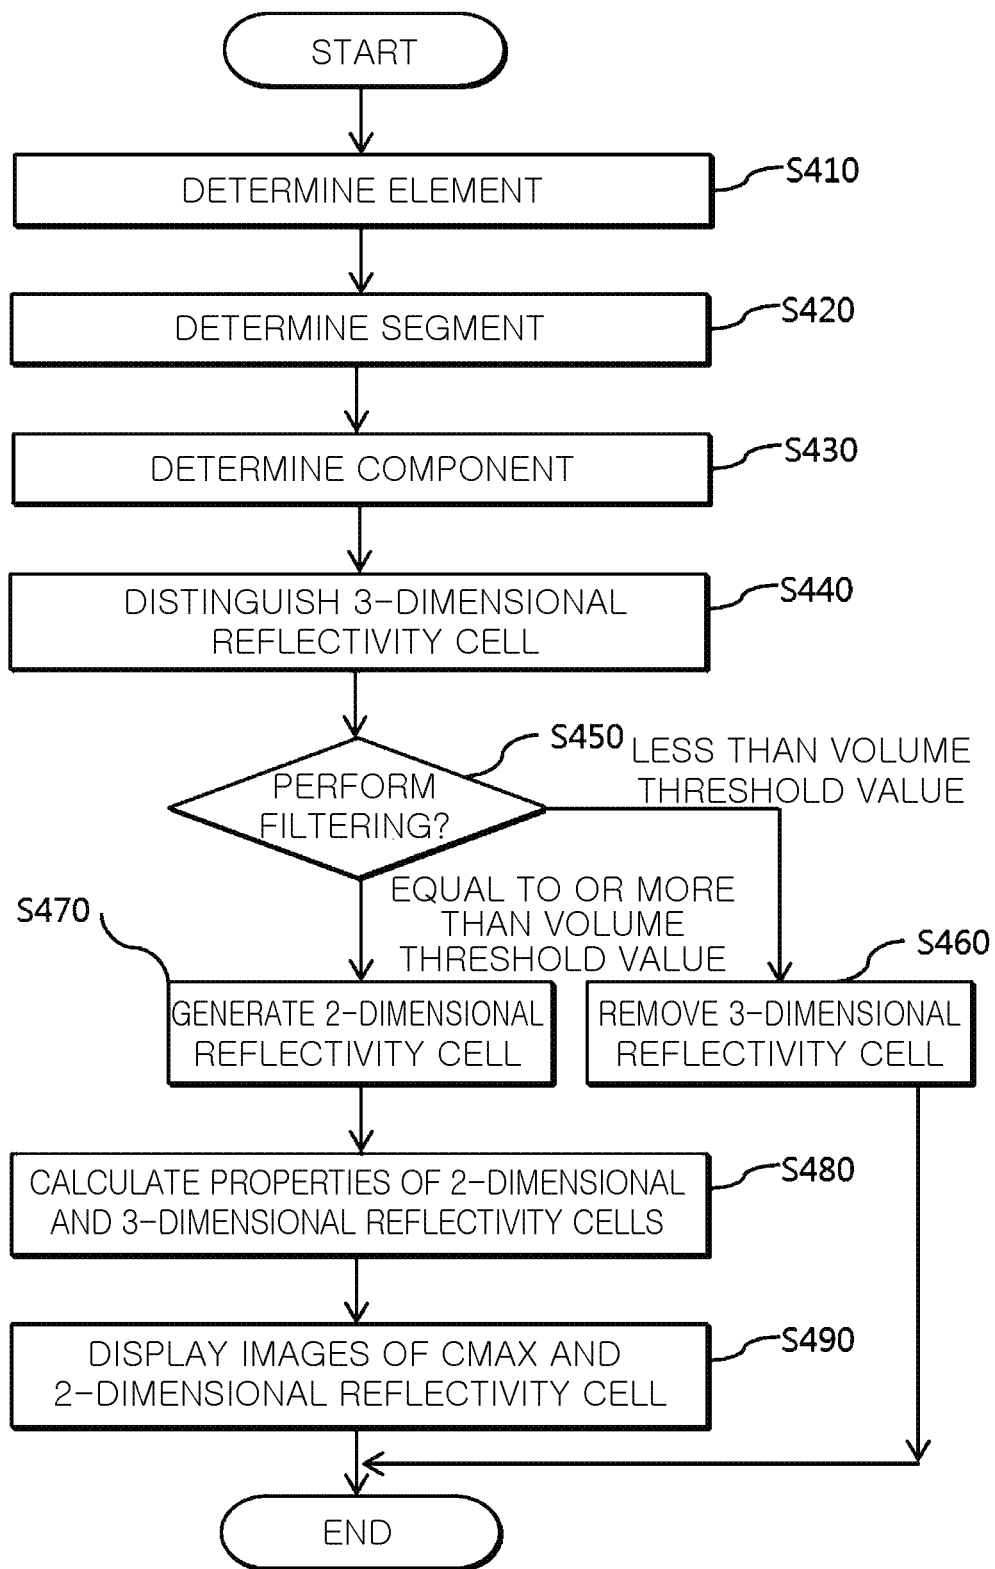 START
DETERMINE ELEMENT
S410
DETERMINE SEGMENT
S420
DETERMINE COMPONENT
S430
DISTINGUISH 3-DIMENSIONAL
REFLECTIVITY CELL
S440
PERFORM
FILTERING?
S450
LESS THAN VOLUME
THRESHOLD VALUE
EQUAL TO OR MORE
THAN VOLUME
THRESHOLD VALUE
S470
GENERATE 2-DIMENSIONAL
REFLECTIVITY CELL
S460
REMOVE 3-DIMENSIONAL
REFLECTIVITY CELL
CALCULATE PROPERTIES OF 2-DIMENSIONAL
AND 3-DIMENSIONAL REFLECTIVITY CELLS
S480
DISPLAY IMAGES OF CMAX AND
2-DIMENSIONAL REFLECTIVITY CELL
S490
END